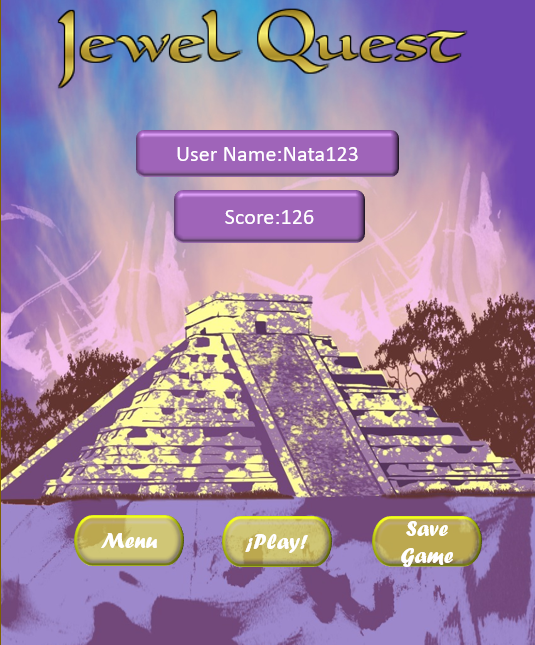 Jewel Quest
User Name:Nata123
Score:126
Menu
¡Play!
Save
Game